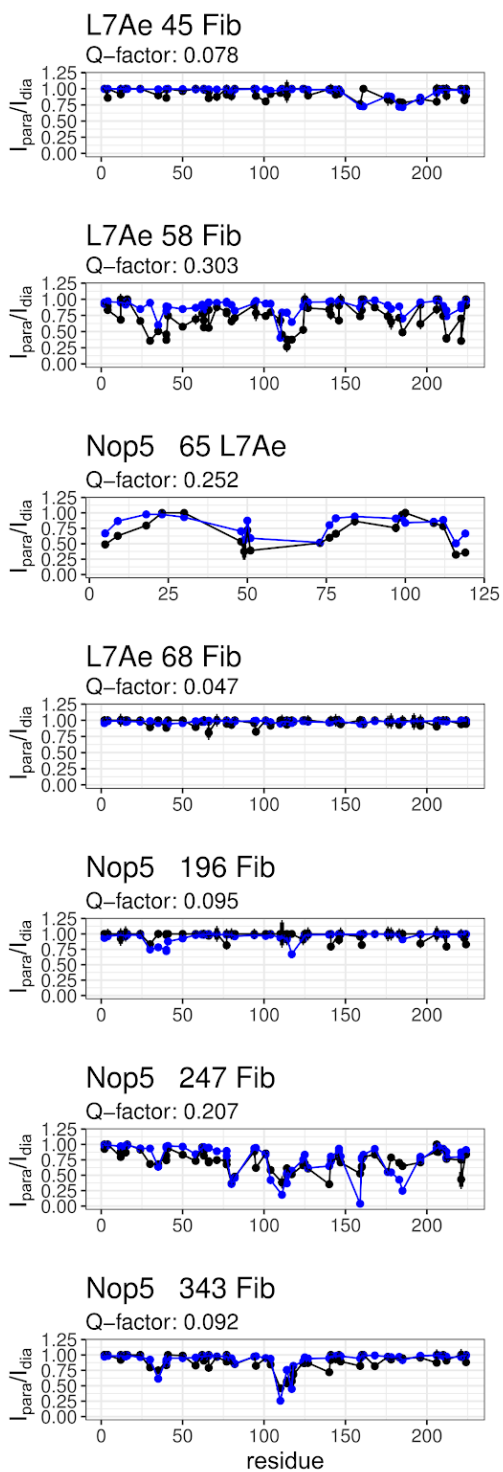 L7Ae 45 Fib
Q-factor: 0.078
Ipara/Idia
1.25
1.00
0.75
0.50
0.25
0.00
0 50 100 150 200
L7Ae 58 Fib
Q-factor: 0.303
Ipara/Idia
1.25
1.00
0.75
0.50
0.25
0.00
0 50 100 150 200
Nop5 65 L7Ae
Q-factor: 0.252
Ipara/Idia
1.25
1.00
0.75
0.50
0.25
0.00
0 25 50 75 100 125
L7Ae 68 Fib
Q-factor: 0.047
Ipara/Idia
1.25
1.00
0.75
0.50
0.25
0.00
0 50 100 150 200
Nop5 196 Fib
Q-factor: 0.095
Ipara/Idia
1.25
1.00
0.75
0.50
0.25
0.00
0 50 100 150 200
Nop5 247 Fib
Q-factor: 0.207
Ipara/Idia
1.25
1.00
0.75
0.50
0.25
0.00
0 50 100 150 200
Nop5 343 Fib
Q-factor: 0.092
Ipara/Idia
1.25
1.00
0.75
0.50
0.25
0.00
0 50 100 150 200
residue